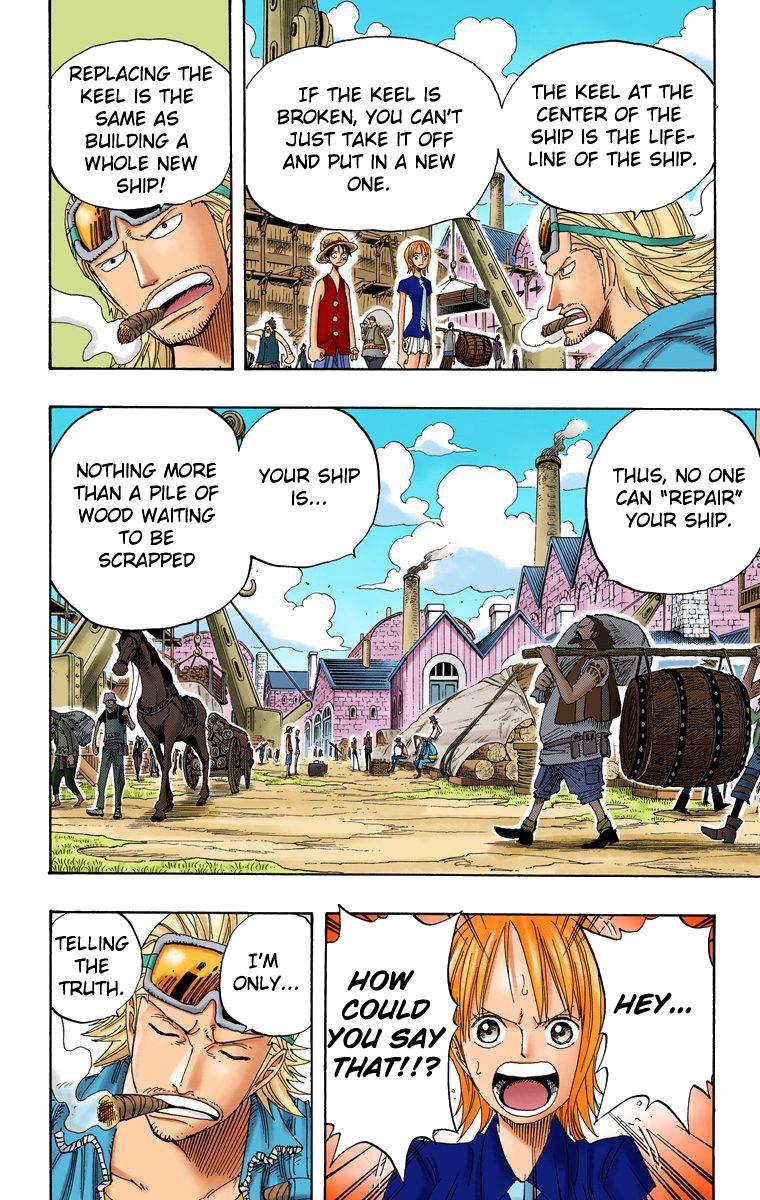 THE KEEL AT THE
CENTER OF THE
SHIP IS THE LIFE-
LINE OF THE SHIP.
IF THE KEEL IS
BROKEN, YOU CAN'T
JUST TAKE IT OFF
AND PUT IN A NEW
ONE.
REPLACING THE
KEEL IS THE
SAME AS
BUILDING A
WHOLE NEW
SHIP!
THUS, NO ONE
CAN "REPAIR"
YOUR SHIP.
YOUR SHIP
IS...
NOTHING MORE
THAN A PILE OF
WOOD WAITING
TO BE
SCRAPPED
HEY...
HOW
COULD
YOU SAY
THAT!!?
I'M
ONLY...
TELLING
THE
TRUTH.